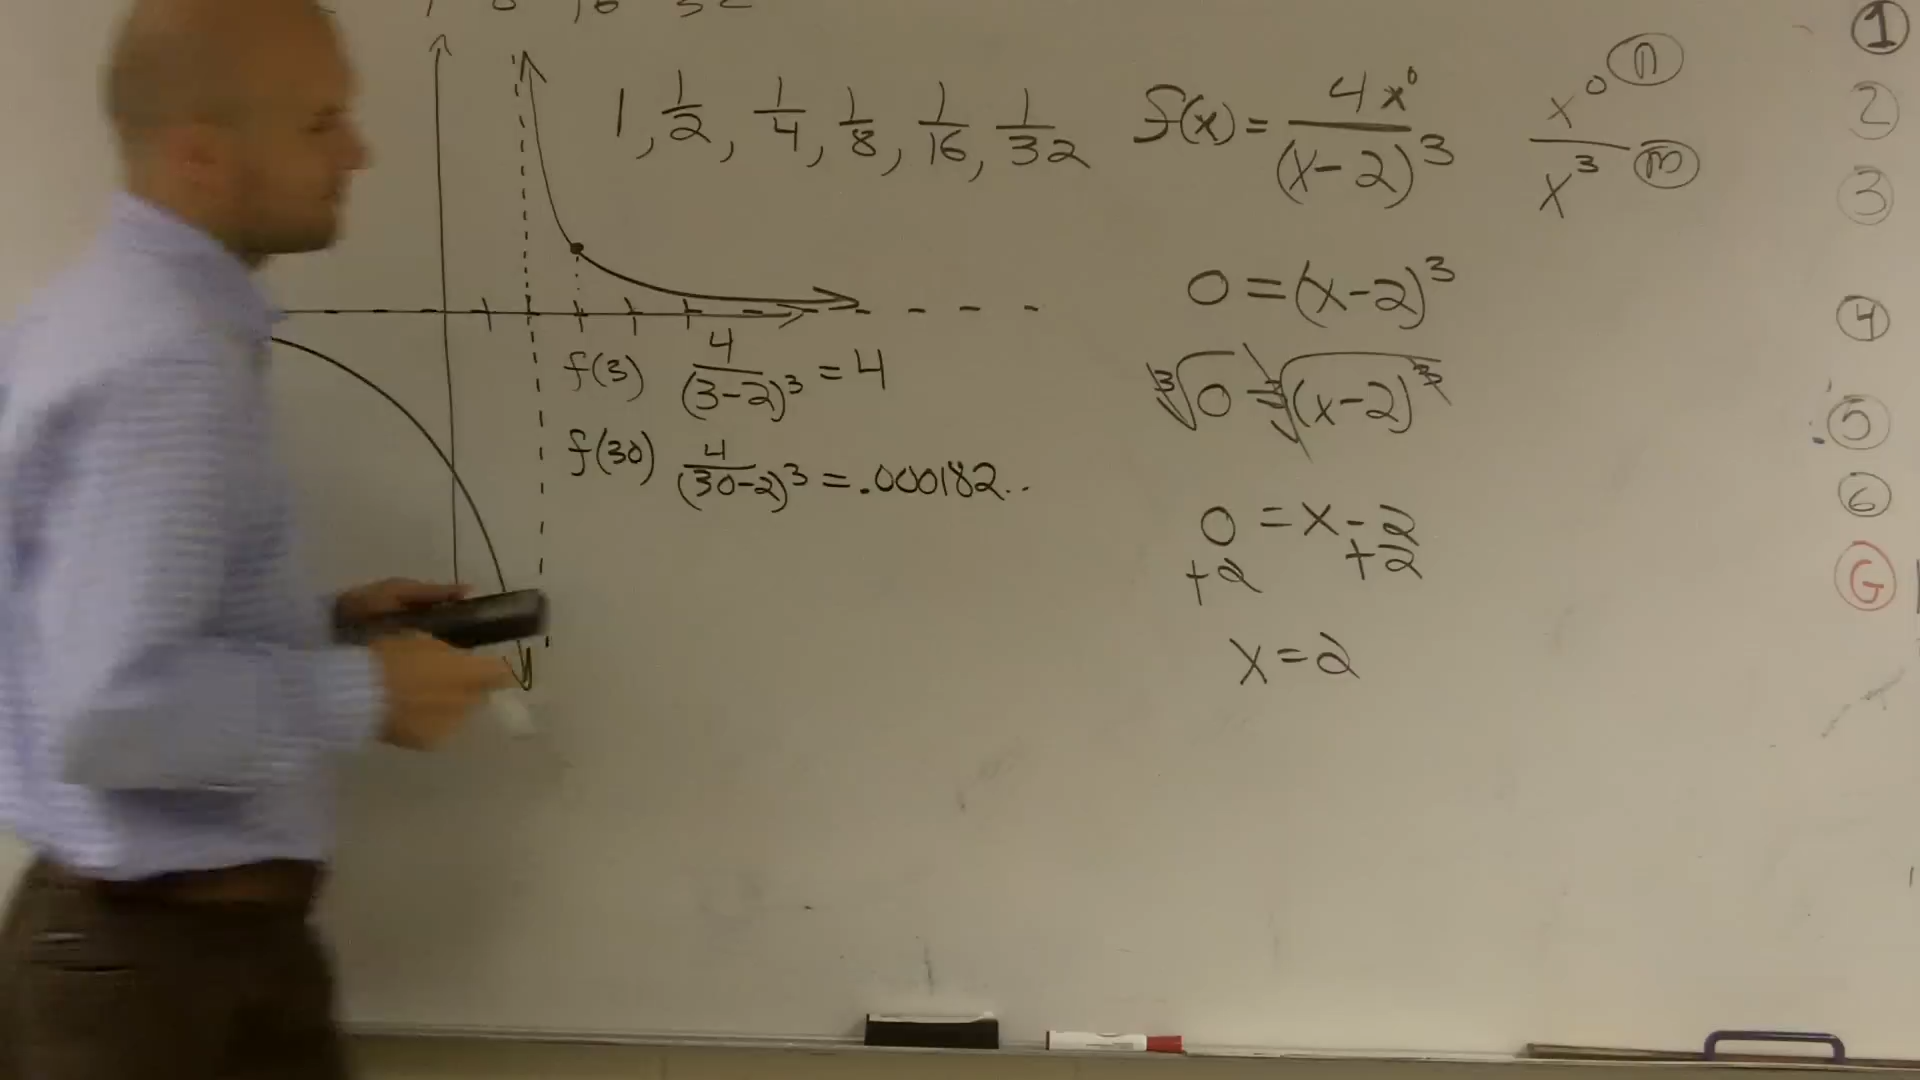 1, 1/2, 1/4, 1/8, 1/16, 1/32
f(3) 4/(3-2)³ = 4
f(30) 4/(30-2)³ = .000182..
f(x) = 4x⁰/(x-2)³
0 = (x-2)³
∛0 = ∛(x-2)³
0 = x-2
+2 +2
x = 2
x⁰ n
x³ m
1
2
3
4
5
6
G